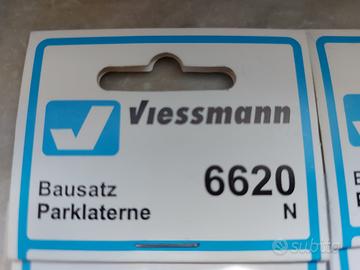 Viessmann
Bausatz 6620
Parklaterne N
subito